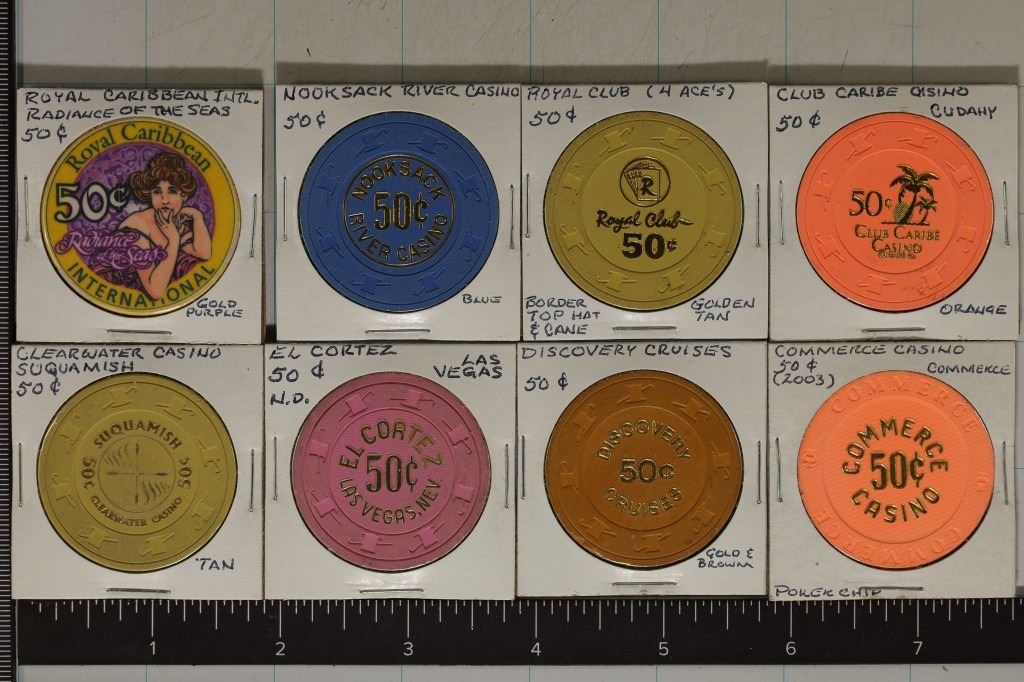 ROYAL CARIBBEAN INTL.
RADIANCE OF THE SEAS
50¢
Royal Caribbean
50¢
Radiance
of the Seas
INTERNATIONAL
GOLD
PURPLE
NOOKSACK RIVER CASINO
50¢
NOOKSACK
50¢
RIVER CASINO
BLUE
ROYAL CLUB (4 ACE'S)
50¢
R
Royal Club
50¢
BORDER
TOP HAT
& CANE
GOLDEN
TAN
CLUB CARIBE CASINO
50¢
CUDAHY
50¢
CLUB CARIBE
CASINO
ORANGE
CLEARWATER CASINO
SUQUAMISH
50¢
SUQUAMISH
50¢
50¢
CLEARWATER CASINO
TAN
EL CORTEZ
50¢
LAS
VEGAS
N.D.
EL CORTEZ
50¢
LAS VEGAS, NEV.
DISCOVERY CRUISES
50¢
DISCOVERY
50¢
CRUISES
GOLD &
BROWN
COMMERCE CASINO
50¢
(2003)
COMMERCE
COMMERCE
COMMERCE
COMMERCE
COMMERCE
50¢
CASINO
POKER CHIP
1 2 3 4 5 6 7